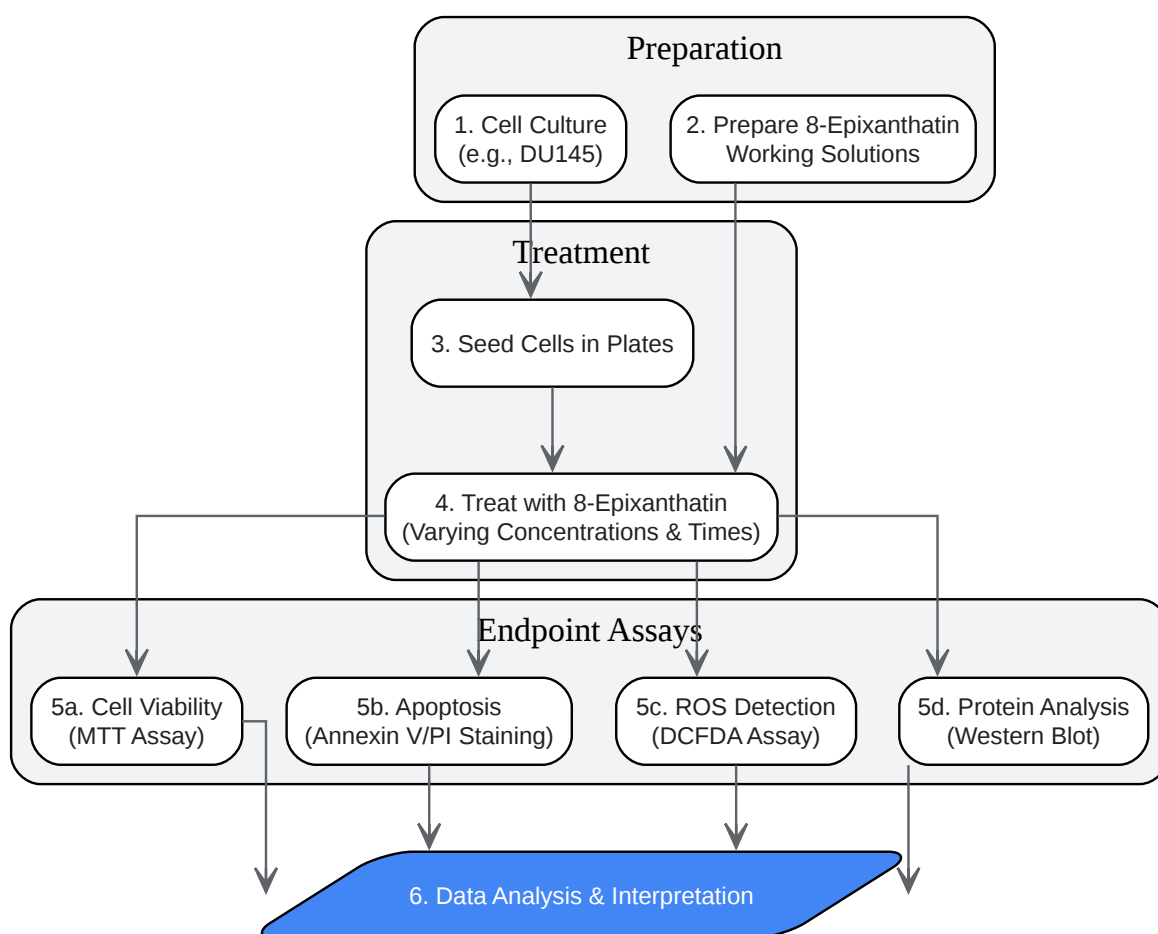 Preparation
1. Cell Culture
(e.g., DU145)
2. Prepare 8-Epixanthatin
Working Solutions
Treatment
3. Seed Cells in Plates
4. Treat with 8-Epixanthatin
(Varying Concentrations & Times)
Endpoint Assays
5a. Cell Viability
(MTT Assay)
5b. Apoptosis
(Annexin V/PI Staining)
5c. ROS Detection
(DCFDA Assay)
5d. Protein Analysis
(Western Blot)
6. Data Analysis & Interpretation